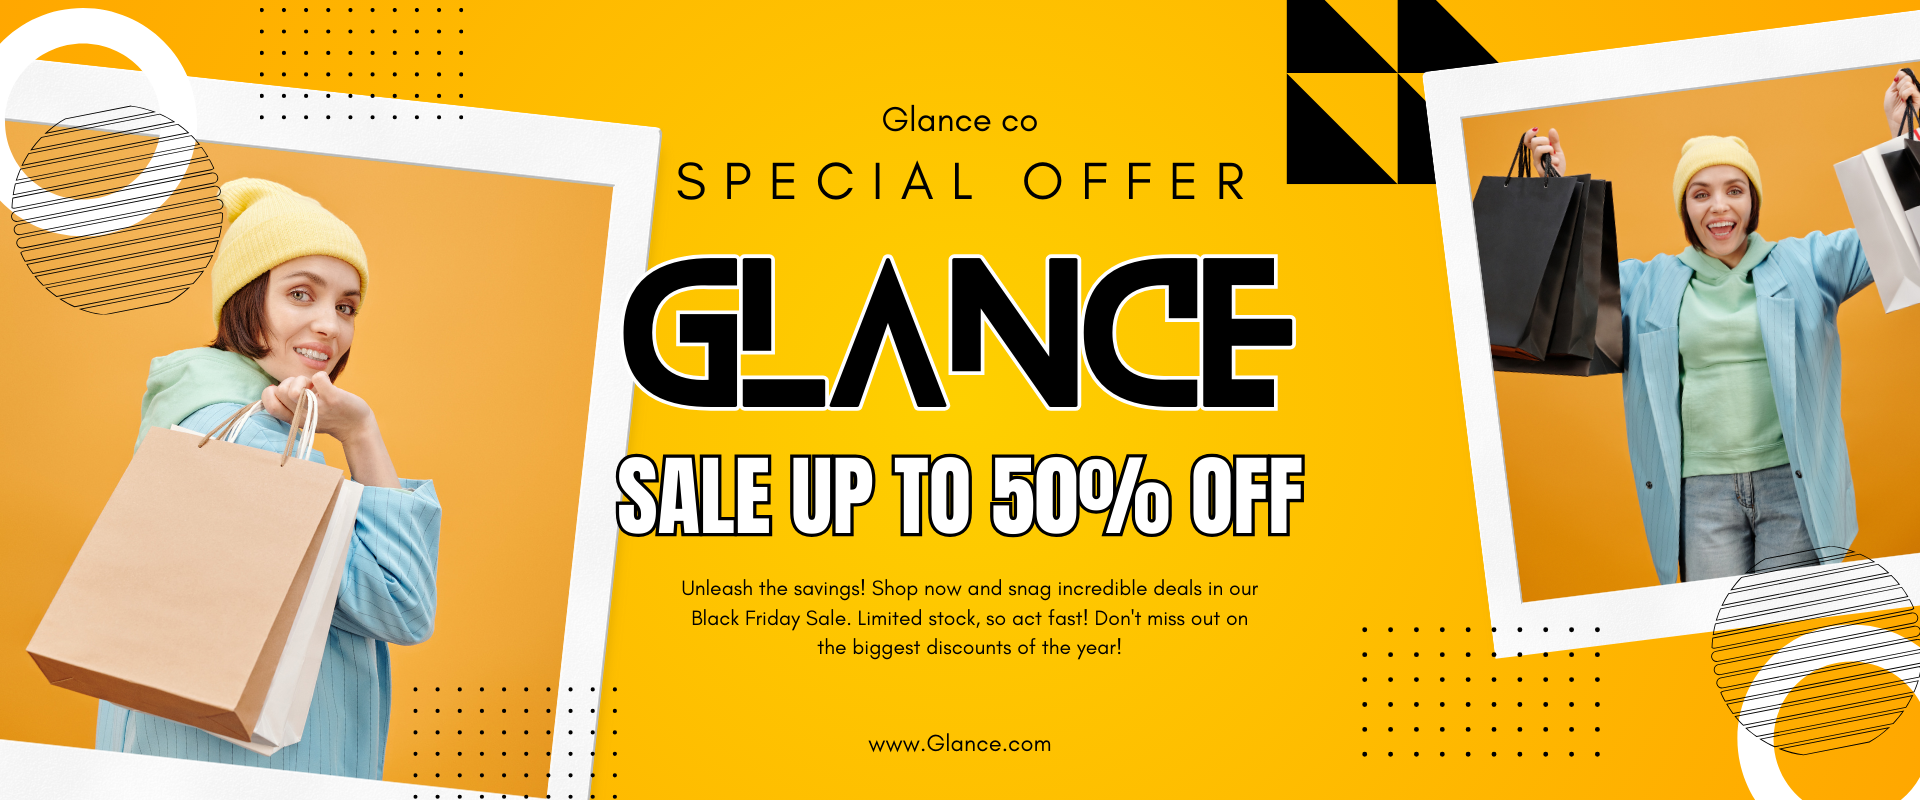 Glance co
SPECIAL OFFER
GLANCE
SALE UP TO 50% OFF
Unleash the savings! Shop now and snag incredible deals in our
Black Friday Sale. Limited stock, so act fast! Don't miss out on
the biggest discounts of the year!
www.Glance.com